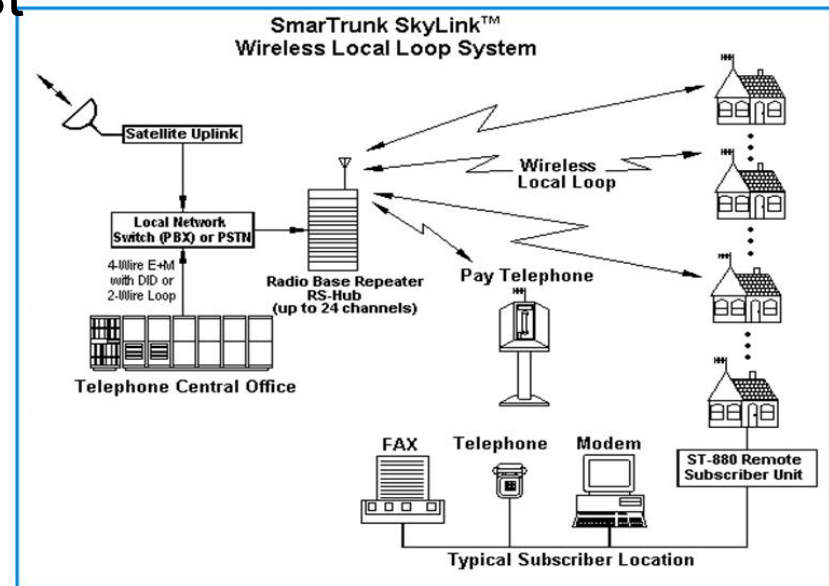 SmarTrunk SkyLink™
Wireless Local Loop System
Satellite Uplink
Local Network
Switch (PBX) or PSTN
4-Wire E+M
with DID or
2-Wire Loop
Telephone Central Office
Radio Base Repeater
RS-Hub
(up to 24 channels)
Wireless
Local Loop
Pay Telephone
FAX
Telephone
Modem
ST-880 Remote
Subscriber Unit
Typical Subscriber Location